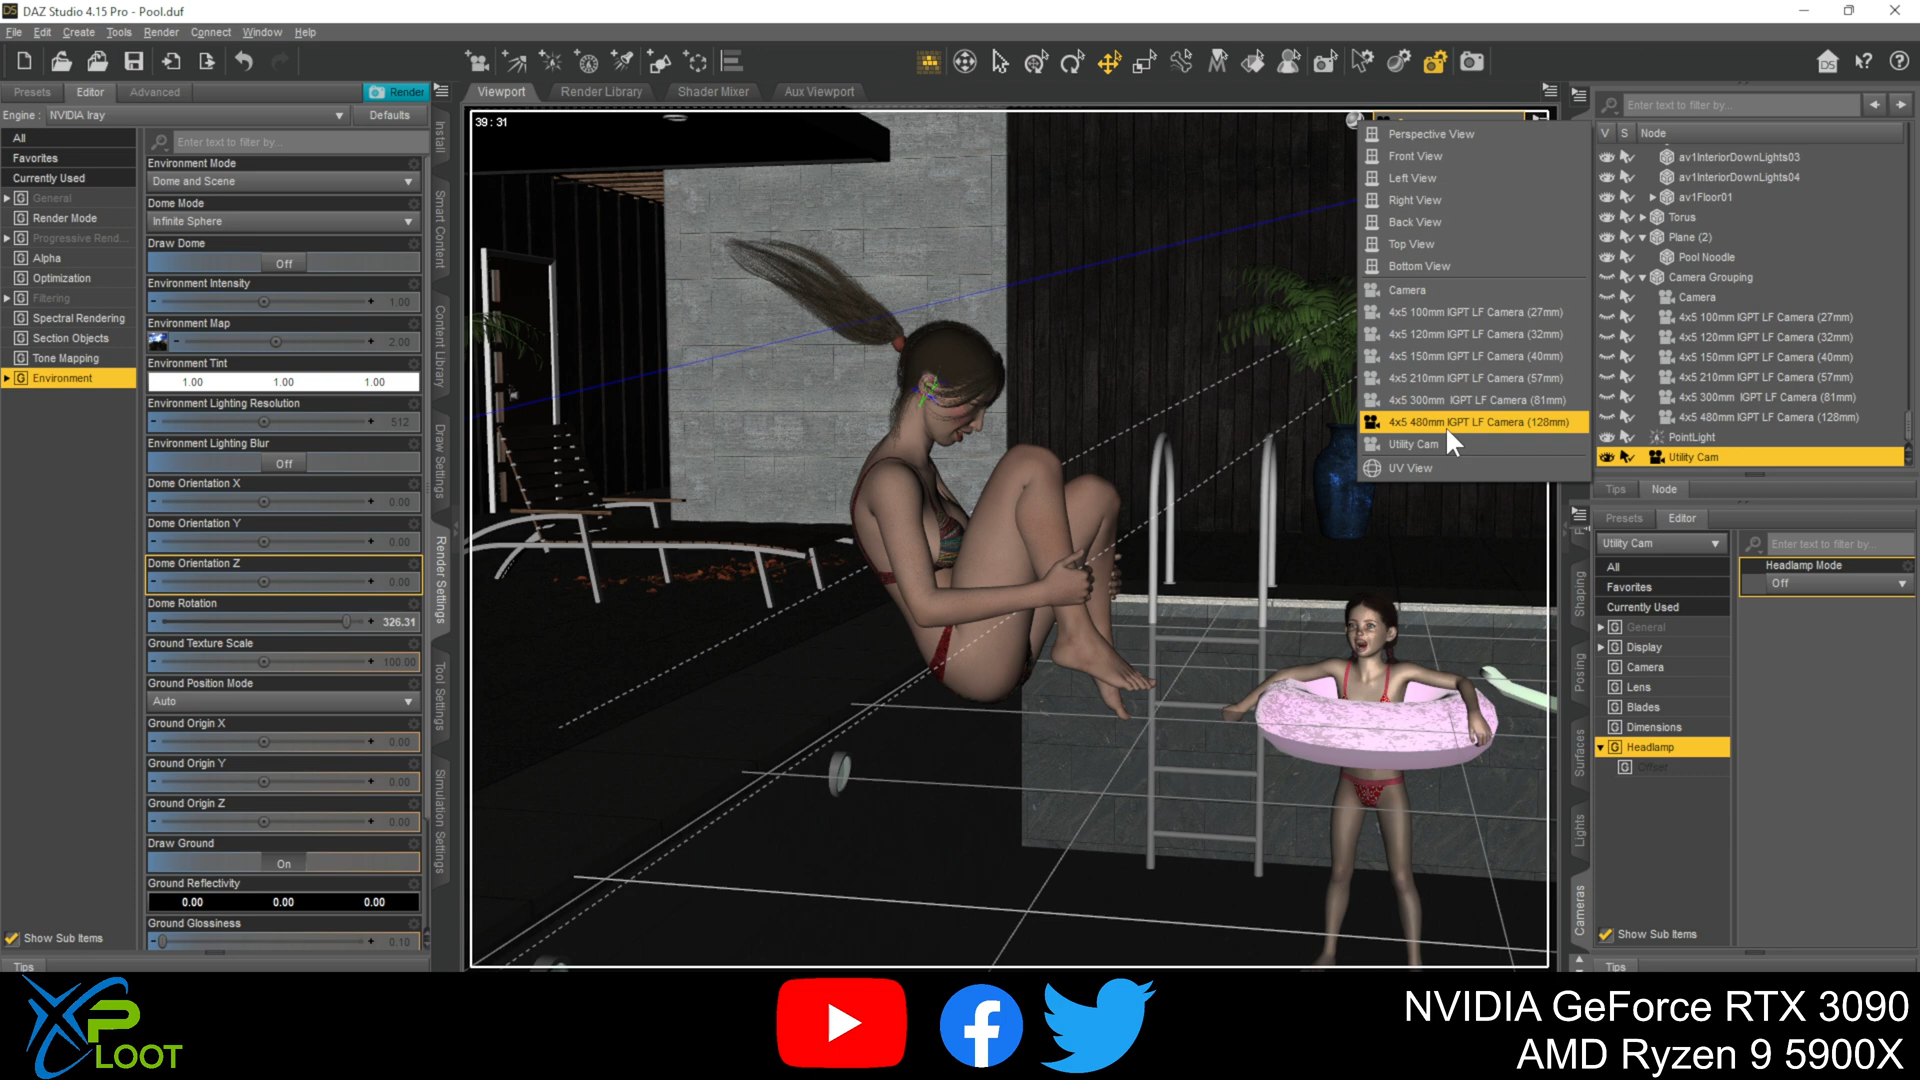 DAZ Studio 4.15 Pro - Pool.duf
File Edit Create Tools Render Connect Window Help
Presets Editor Advanced Render
Viewport Render Library Shader Mixer Aux Viewport
Engine : NVIDIA Iray Defaults
All
Favorites
Currently Used
General
Render Mode
Progressive Rend...
Alpha
Optimization
Filtering
Spectral Rendering
Section Objects
Tone Mapping
Environment
Show Sub Items
Tips
Enter text to filter by...
Environment Mode
Dome and Scene
Dome Mode
Infinite Sphere
Draw Dome
Off
Environment Intensity
1.00
Environment Map
2.00
Environment Tint
1.00 1.00 1.00
Environment Lighting Resolution
512
Environment Lighting Blur
Off
Dome Orientation X
0.00
Dome Orientation Y
0.00
Dome Orientation Z
0.00
Dome Rotation
326.31
Ground Texture Scale
100.00
Ground Position Mode
Auto
Ground Origin X
0.00
Ground Origin Y
0.00
Ground Origin Z
0.00
Draw Ground
On
Ground Reflectivity
0.00 0.00 0.00
Ground Glossiness
0.10
Install
Smart Content
Content Library
Draw Settings
Render Settings
Tool Settings
Simulation Settings
39 : 31
Perspective View
Front View
Left View
Right View
Back View
Top View
Bottom View
Camera
4x5 100mm IGPT LF Camera (27mm)
4x5 120mm IGPT LF Camera (32mm)
4x5 150mm IGPT LF Camera (40mm)
4x5 210mm IGPT LF Camera (57mm)
4x5 300mm IGPT LF Camera (81mm)
4x5 480mm IGPT LF Camera (128mm)
Utility Cam
UV View
Enter text to filter by...
V S Node
av1InteriorDownLights03
av1InteriorDownLights04
av1Floor01
Torus
Plane (2)
Pool Noodle
Camera Grouping
Camera
4x5 100mm IGPT LF Camera (27mm)
4x5 120mm IGPT LF Camera (32mm)
4x5 150mm IGPT LF Camera (40mm)
4x5 210mm IGPT LF Camera (57mm)
4x5 300mm IGPT LF Camera (81mm)
4x5 480mm IGPT LF Camera (128mm)
PointLight
Utility Cam
Tips Node
Presets Editor
Utility Cam
Enter text to filter by...
All
Favorites
Currently Used
General
Display
Camera
Lens
Blades
Dimensions
Headlamp
Offset
Headlamp Mode
Off
Show Sub Items
Tips
Shaping
Posing
Surfaces
Lights
Cameras
XP
LOOT
NVIDIA GeForce RTX 3090
AMD Ryzen 9 5900X